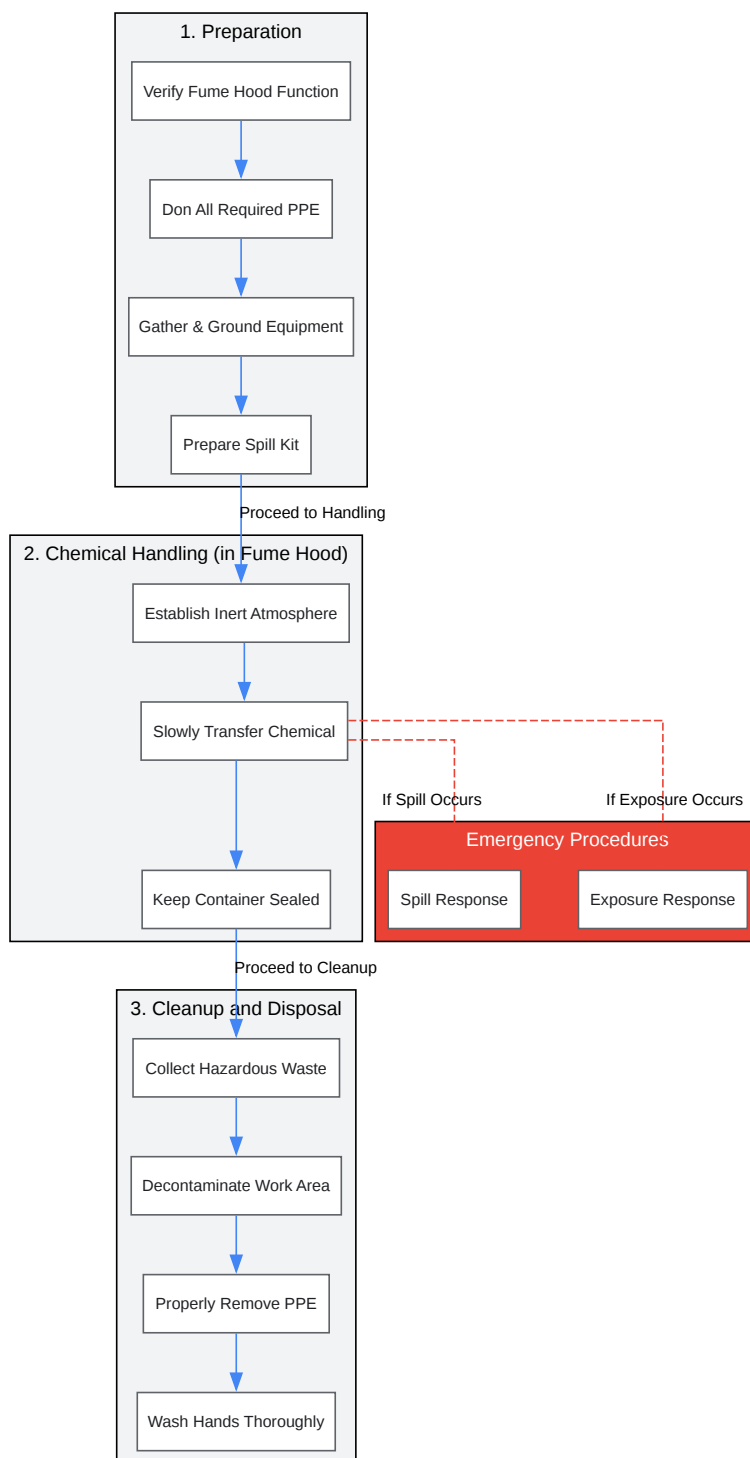 1. Preparation
Verify Fume Hood Function
Don All Required PPE
Gather & Ground Equipment
Prepare Spill Kit
Proceed to Handling
2. Chemical Handling (in Fume Hood)
Establish Inert Atmosphere
Slowly Transfer Chemical
If Spill Occurs
If Exposure Occurs
Emergency Procedures
Spill Response
Exposure Response
Keep Container Sealed
Proceed to Cleanup
3. Cleanup and Disposal
Collect Hazardous Waste
Decontaminate Work Area
Properly Remove PPE
Wash Hands Thoroughly